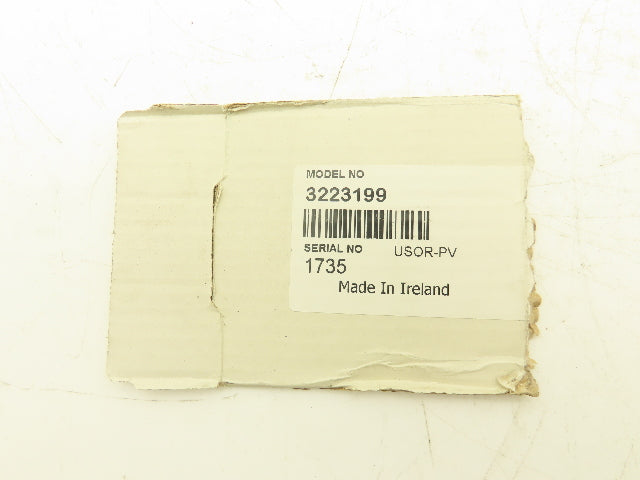 MODEL NO
3223199
SERIAL NO USOR-PV
1735
Made In Ireland